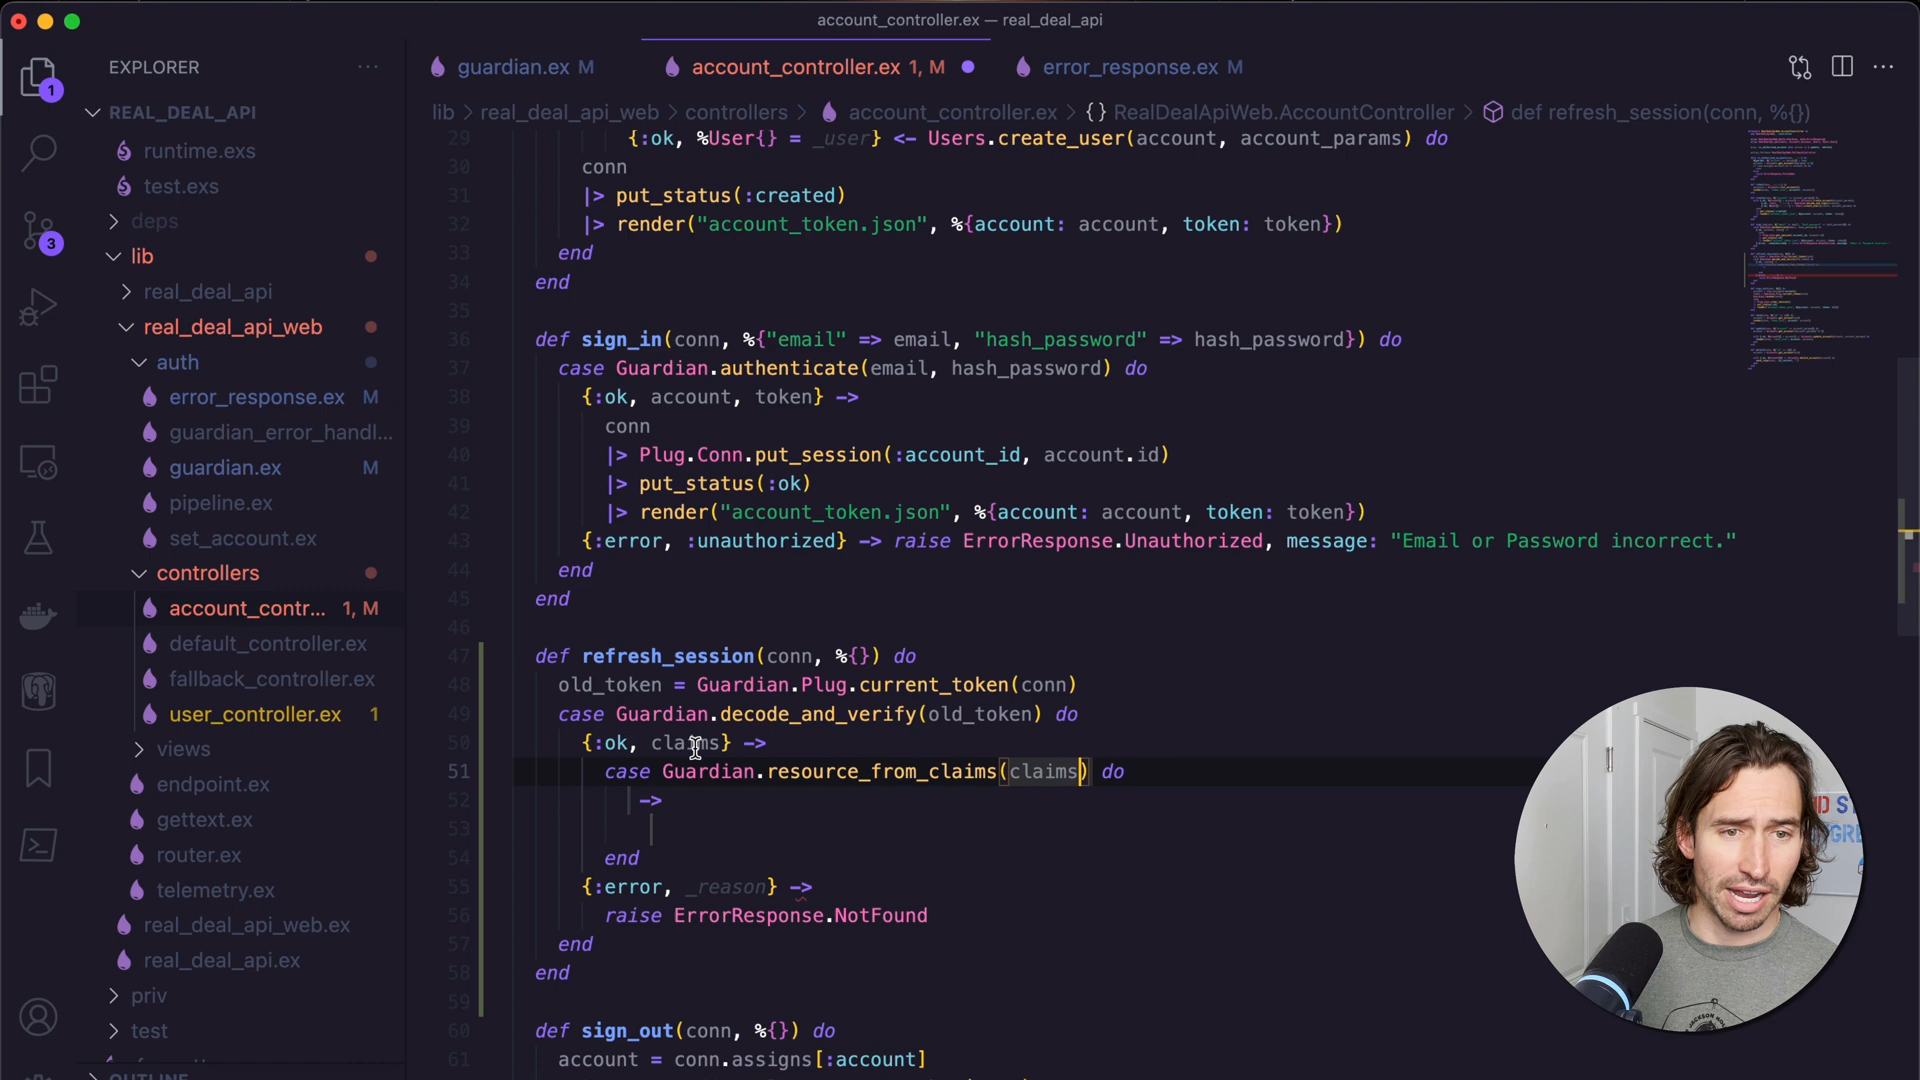 account_controller.ex — real_deal_api
EXPLORER
guardian.ex M
account_controller.ex 1, M
error_response.ex M
lib > real_deal_api_web > controllers > account_controller.ex > {} RealDealApiWeb.AccountController > def refresh_session(conn, %{})
1
3
REAL_DEAL_API
runtime.exs
test.exs
deps
lib
real_deal_api
real_deal_api_web
auth
error_response.ex M
guardian_error_handl...
guardian.ex M
pipeline.ex
set_account.ex
controllers
account_contr... 1, M
default_controller.ex
fallback_controller.ex
user_controller.ex 1
views
endpoint.ex
gettext.ex
router.ex
telemetry.ex
real_deal_api_web.ex
real_deal_api.ex
priv
test
OUTLINE
29 {:ok, %User{} = _user} <- Users.create_user(account, account_params) do
30 conn
31 |> put_status(:created)
32 |> render("account_token.json", %{account: account, token: token})
33 end
34 end
35
36 def sign_in(conn, %{"email" => email, "hash_password" => hash_password}) do
37 case Guardian.authenticate(email, hash_password) do
38 {:ok, account, token} ->
39 conn
40 |> Plug.Conn.put_session(:account_id, account.id)
41 |> put_status(:ok)
42 |> render("account_token.json", %{account: account, token: token})
43 {:error, :unauthorized} -> raise ErrorResponse.Unauthorized, message: "Email or Password incorrect."
44 end
45 end
46
47 def refresh_session(conn, %{}) do
48 old_token = Guardian.Plug.current_token(conn)
49 case Guardian.decode_and_verify(old_token) do
50 {:ok, claims} ->
51 case Guardian.resource_from_claims(claims) do
52 ->
53
54 end
55 {:error, _reason} ->
56 raise ErrorResponse.NotFound
57 end
58 end
59
60 def sign_out(conn, %{}) do
61 account = conn.assigns[:account]